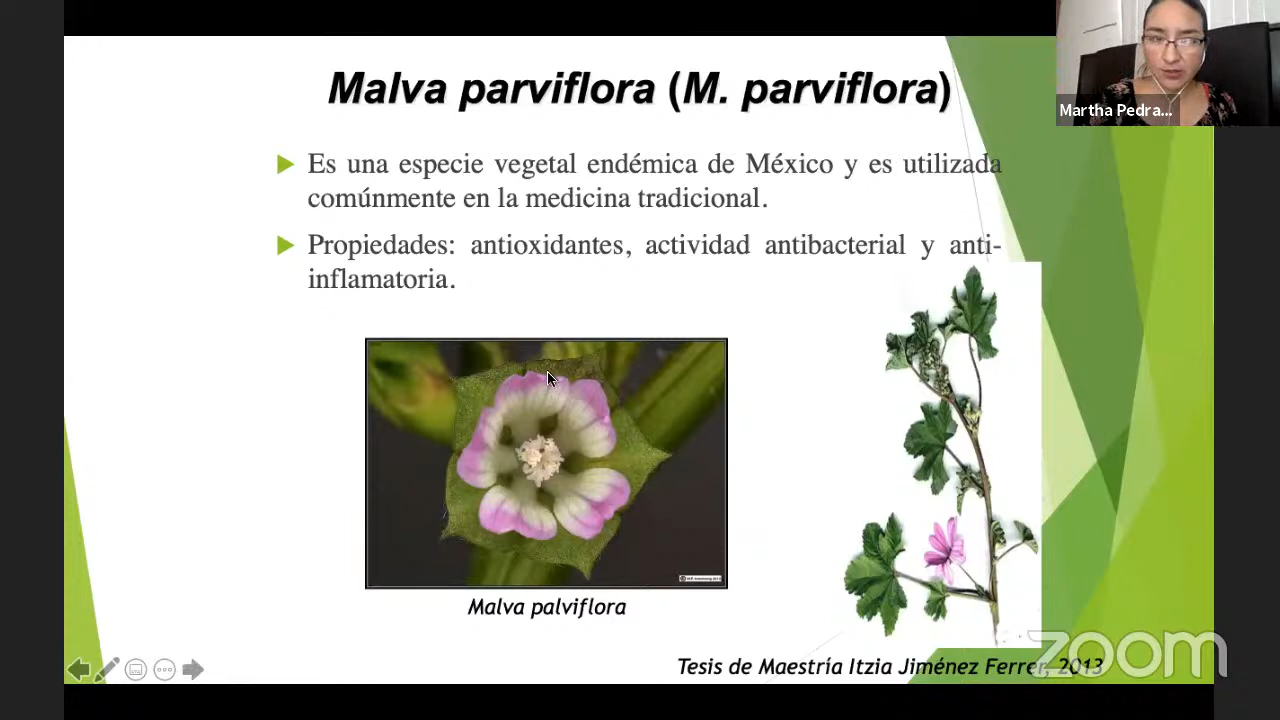 Malva parviflora (M. parviflora)
Martha Pedra...
Es una especie vegetal endémica de México y es utilizada
comúnmente en la medicina tradicional.
Propiedades: antioxidantes, actividad antibacterial y anti-
inflamatoria.
Malva palviflora
Tesis de Maestría Itzia Jiménez Ferrer, 2013
zoom